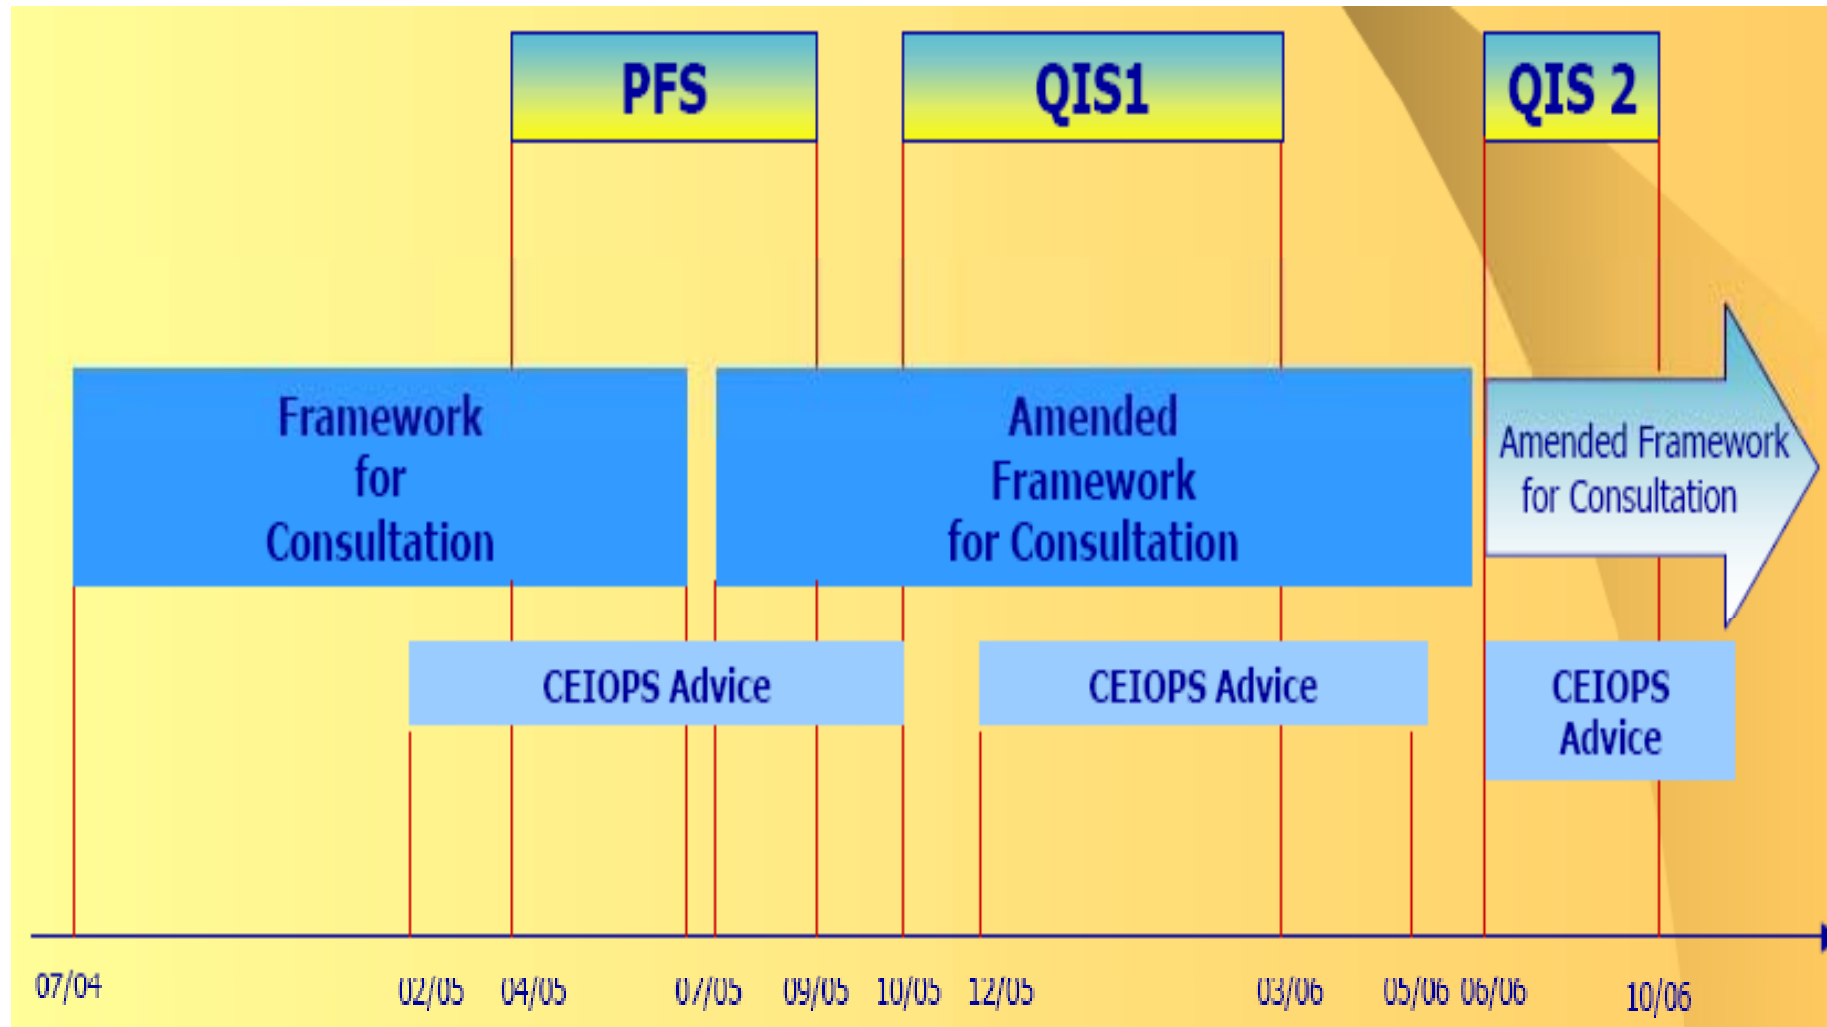 PFS
QIS1
QIS 2
Framework
for
Consultation
Amended
Framework
for Consultation
Amended Framework
for Consultation
CEIOPS Advice
CEIOPS Advice
CEIOPS
Advice
07/04
02/05
04/05
07/05
09/05
10/05
12/05
03/06
05/06
06/06
10/06